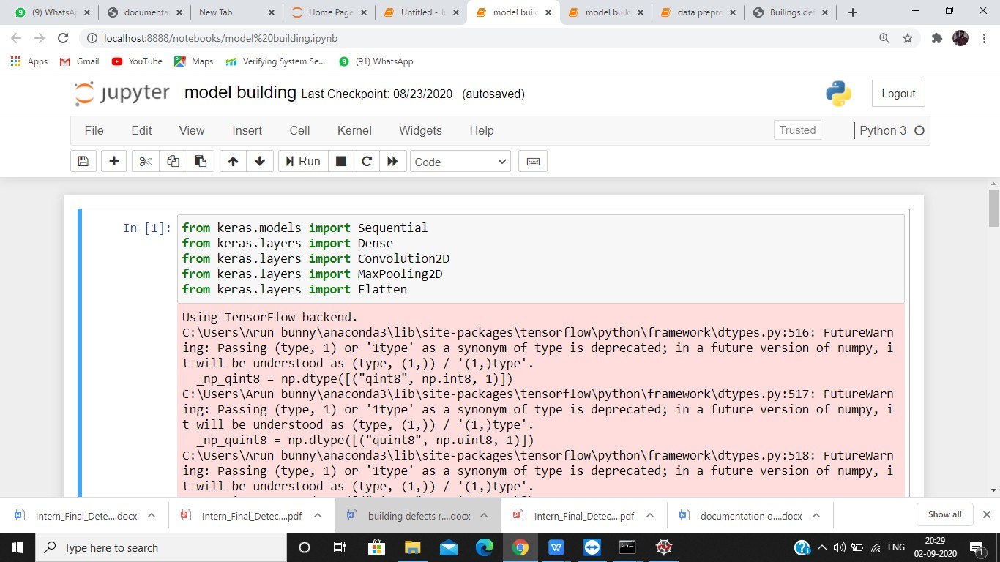 (9) WhatsA
documenta
New Tab
Home Page
Untitled - Ju
model build
model build
data prepro
Builings def
localhost:8888/notebooks/model%20building.ipynb
Apps
Gmail
YouTube
Maps
Verifying System Se...
(91) WhatsApp
jupyter model building Last Checkpoint: 08/23/2020 (autosaved)
Logout
File Edit View Insert Cell Kernel Widgets Help
Trusted
Python 3
Run
Code
In [1]:
from keras.models import Sequential
from keras.layers import Dense
from keras.layers import Convolution2D
from keras.layers import MaxPooling2D
from keras.layers import Flatten
Using TensorFlow backend.
C:\Users\Arun bunny\anaconda3\lib\site-packages\tensorflow\python\framework\dtypes.py:516: FutureWarn
ing: Passing (type, 1) or '1type' as a synonym of type is deprecated; in a future version of numpy, i
t will be understood as (type, (1,)) / '(1,)type'.
  _np_qint8 = np.dtype([("qint8", np.int8, 1)])
C:\Users\Arun bunny\anaconda3\lib\site-packages\tensorflow\python\framework\dtypes.py:517: FutureWarn
ing: Passing (type, 1) or '1type' as a synonym of type is deprecated; in a future version of numpy, i
t will be understood as (type, (1,)) / '(1,)type'.
  _np_quint8 = np.dtype([("quint8", np.uint8, 1)])
C:\Users\Arun bunny\anaconda3\lib\site-packages\tensorflow\python\framework\dtypes.py:518: FutureWarn
ing: Passing (type, 1) or '1type' as a synonym of type is deprecated; in a future version of numpy, i
t will be understood as (type, (1,)) / '(1,)type'.
Intern_Final_Dete....docx
Intern_Final_Detec....pdf
building defects r....docx
Intern_Final_Detec....pdf
documentation o....docx
Show all
Type here to search
ENG
20:29
02-09-2020